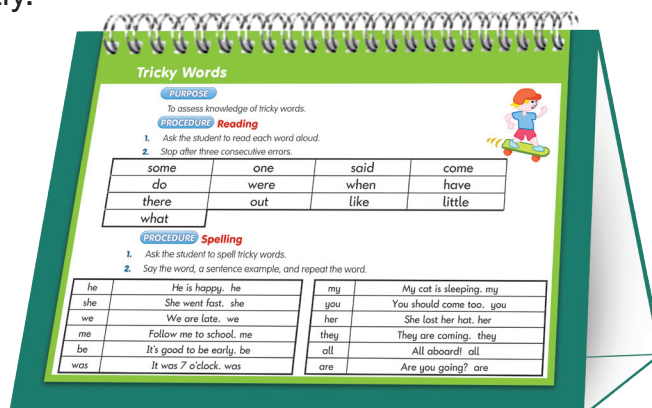 ry.
Tricky Words
PURPOSE
To assess knowledge of tricky words.
PROCEDURE Reading
1. Ask the student to read each word aloud.
2. Stop after three consecutive errors.
some one said come
do were when have
there out like little
what
PROCEDURE Spelling
1. Ask the student to spell tricky words.
2. Say the word, a sentence example, and repeat the word.
he He is happy. he
she She went fast. she
we We are late. we
me Follow me to school. me
be It's good to be early. be
was It was 7 o'clock. was
my My cat is sleeping. my
you You should come too. you
her She lost her hat. her
they They are coming. they
all All aboard! all
are Are you going? are